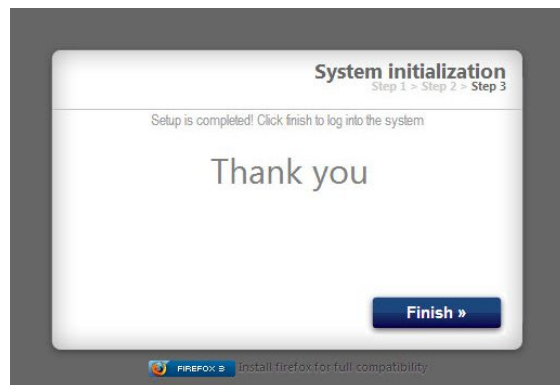 System initialization
Step 1 > Step 2 > Step 3
Setup is completed! Click finish to log into the system
Thank you
Finish »
FIREFOX 3 Install firefox for full compatibility